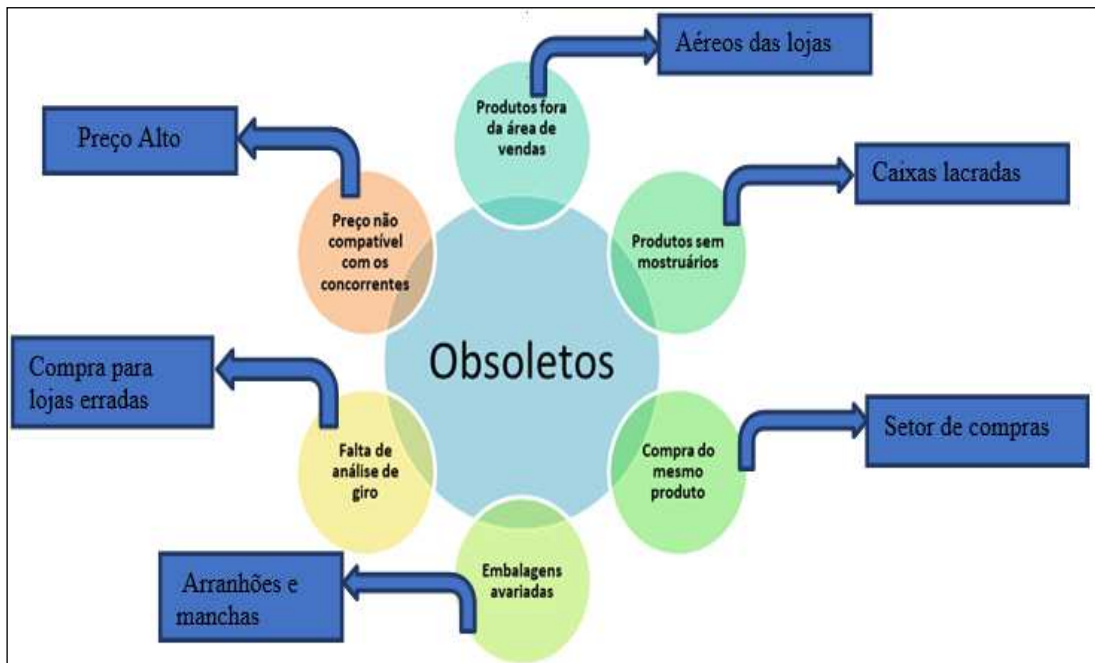 Aéreos das lojas
Produtos fora
da área de
vendas
Preço Alto
Caixas lacradas
Preço não
compatível
com os
concorrentes
Produtos sem
mostruários
Obsoletos
Compra para
lojas erradas
Setor de compras
Falta de
análise de
giro
Compra do
mesmo
produto
Arranhões e
manchas
Embalagens
avariadas